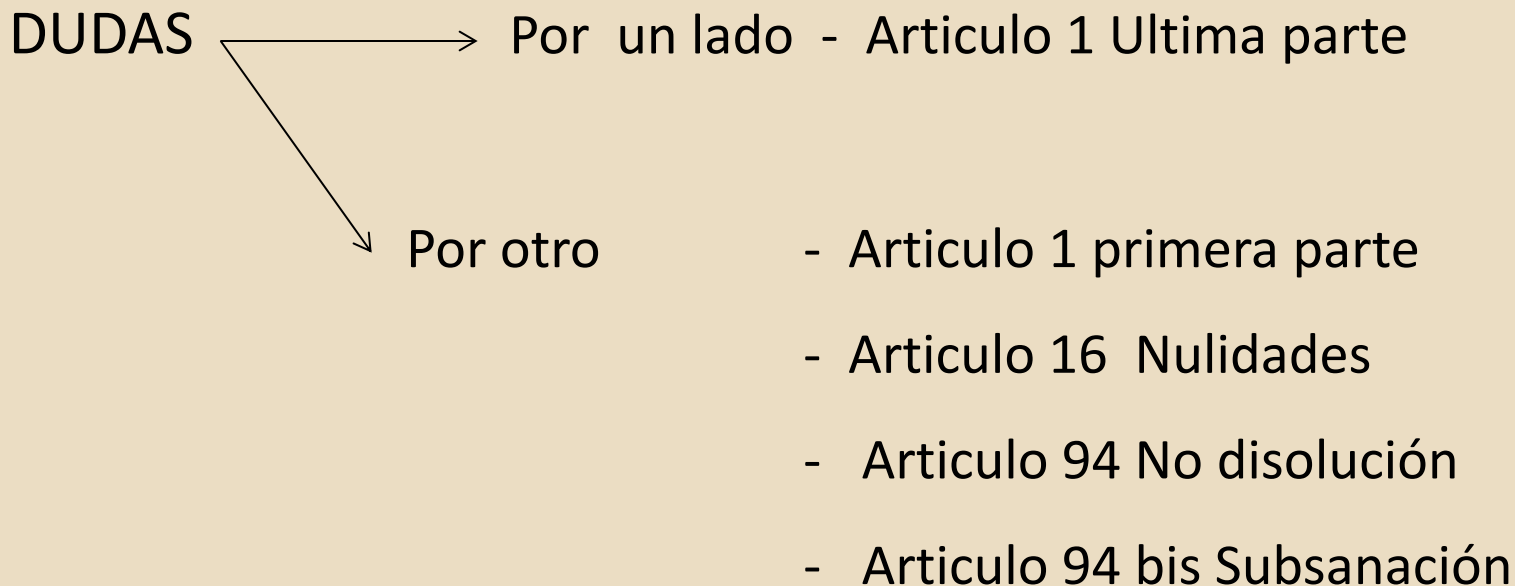 DUDAS Por un lado - Articulo 1 Ultima parte
Por otro - Articulo 1 primera parte
- Articulo 16 Nulidades
- Articulo 94 No disolución
- Articulo 94 bis Subsanación